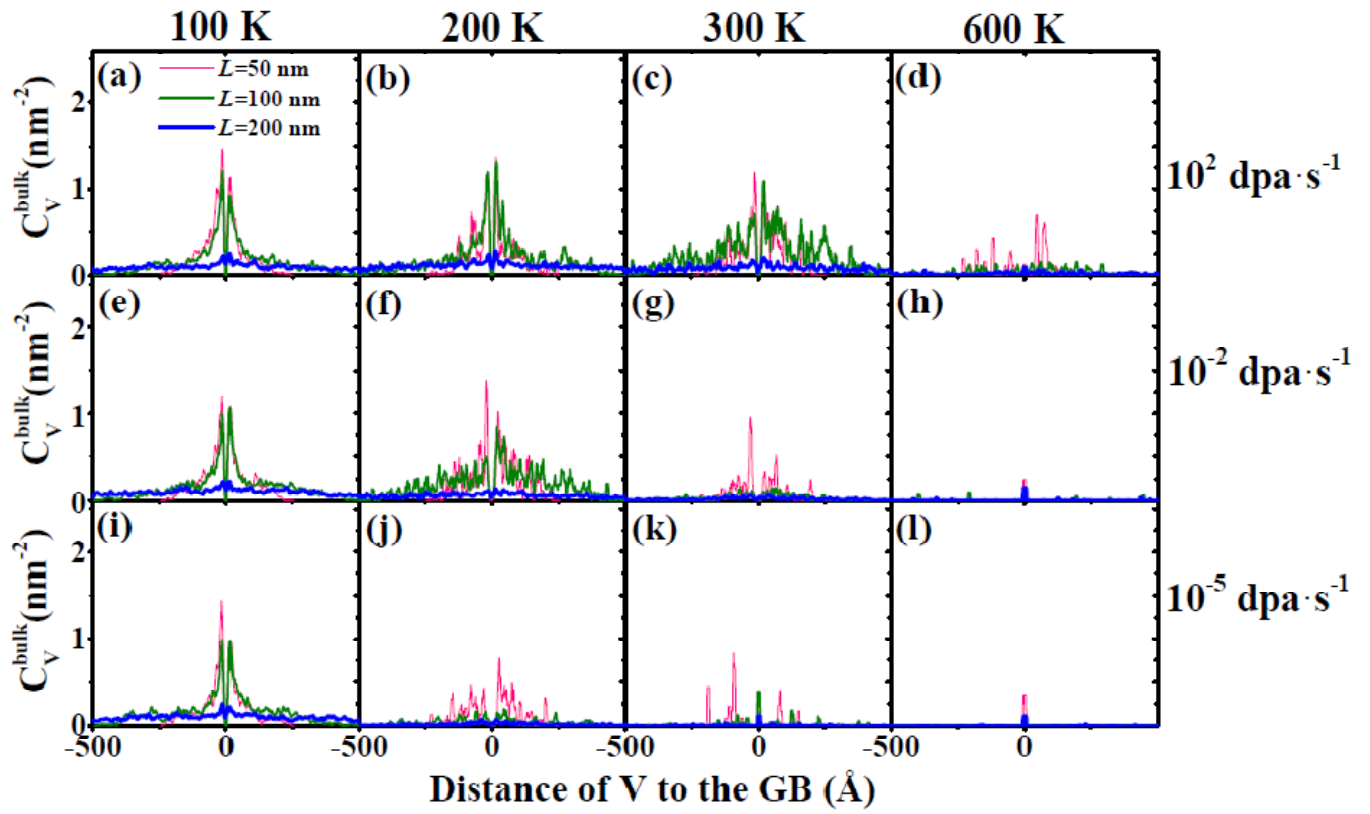 100 K 200 K 300 K 600 K
(a) (b) (c) (d)
L=50 nm
L=100 nm
L=200 nm
C_V^bulk(nm^-2)
2
1
0
10^2 dpa·s^-1
(e) (f) (g) (h)
C_V^bulk(nm^-2)
2
1
0
10^-2 dpa·s^-1
(i) (j) (k) (l)
C_V^bulk(nm^-2)
2
1
0
10^-5 dpa·s^-1
-500 0 -500 0 -500 0 -500 0
Distance of V to the GB (Å)